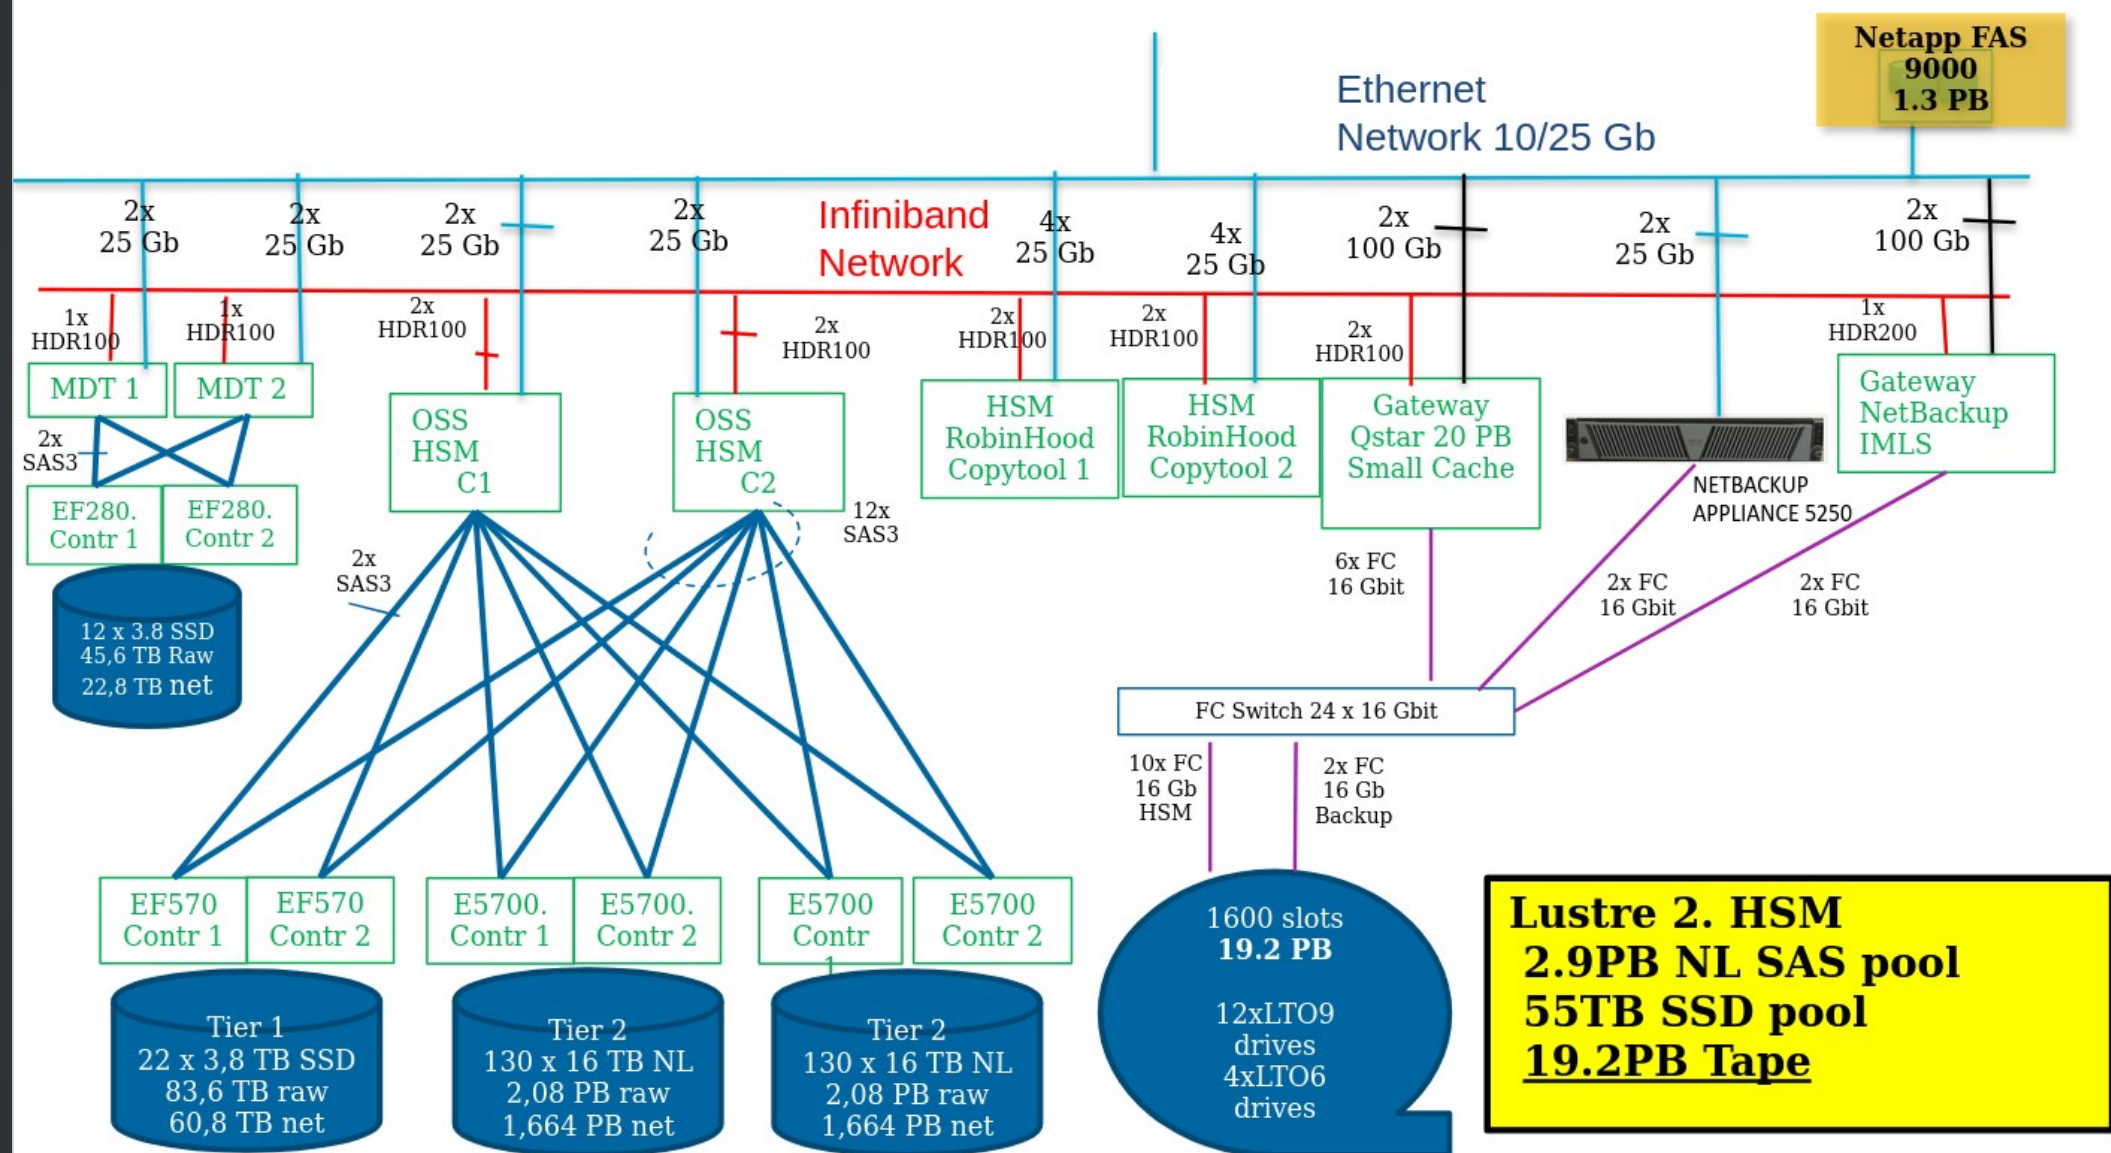 Netapp FAS
9000
1.3 PB
Ethernet
Network 10/25 Gb
2x
25 Gb
2x
25 Gb
2x
25 Gb
2x
25 Gb
Infiniband
Network
4x
25 Gb
4x
25 Gb
2x
100 Gb
2x
25 Gb
2x
100 Gb
1x
HDR100
1x
HDR100
2x
HDR100
2x
HDR100
2x
HDR100
2x
HDR100
2x
HDR100
1x
HDR200
MDT 1
MDT 2
OSS
HSM
C1
OSS
HSM
C2
HSM
RobinHood
Copytool 1
HSM
RobinHood
Copytool 2
Gateway
Qstar 20 PB
Small Cache
Gateway
NetBackup
IMLS
NETBACKUP
APPLIANCE 5250
2x
SAS3
EF280.
Contr 1
EF280.
Contr 2
12 x 3.8 SSD
45,6 TB Raw
22,8 TB net
2x
SAS3
12x
SAS3
6x FC
16 Gbit
2x FC
16 Gbit
2x FC
16 Gbit
FC Switch 24 x 16 Gbit
10x FC
16 Gb
HSM
2x FC
16 Gb
Backup
EF570
Contr 1
EF570
Contr 2
E5700.
Contr 1
E5700.
Contr 2
E5700
Contr
1
E5700
Contr 2
Tier 1
22 x 3,8 TB SSD
83,6 TB raw
60,8 TB net
Tier 2
130 x 16 TB NL
2,08 PB raw
1,664 PB net
Tier 2
130 x 16 TB NL
2,08 PB raw
1,664 PB net
1600 slots
19.2 PB
12xLTO9
drives
4xLTO6
drives
Lustre 2. HSM
2.9PB NL SAS pool
55TB SSD pool
19.2PB Tape